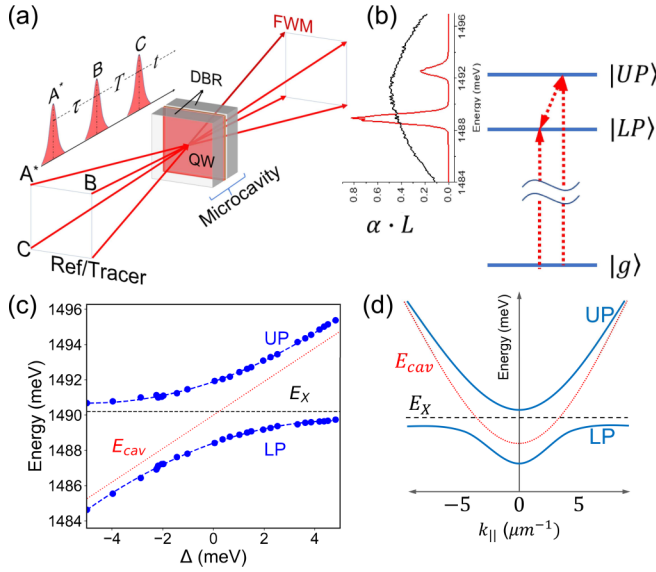 (a)
A* τ B T C t
FWM
DBR
QW
Microcavity
A*
B
C
Ref/Tracer
(b)
1496
1492
1488
1484
Energy (meV)
0.8 0.6 0.4 0.2 0.0
α · L
|UP⟩
|LP⟩
|g⟩
(c)
1496
1494
1492
1490
1488
1486
1484
Energy (meV)
UP
E_X
E_cav
LP
−4 −2 0 2 4
Δ (meV)
(d)
Energy (meV)
UP
E_cav
E_X
LP
−5 0 5
k_|| (μm⁻¹)